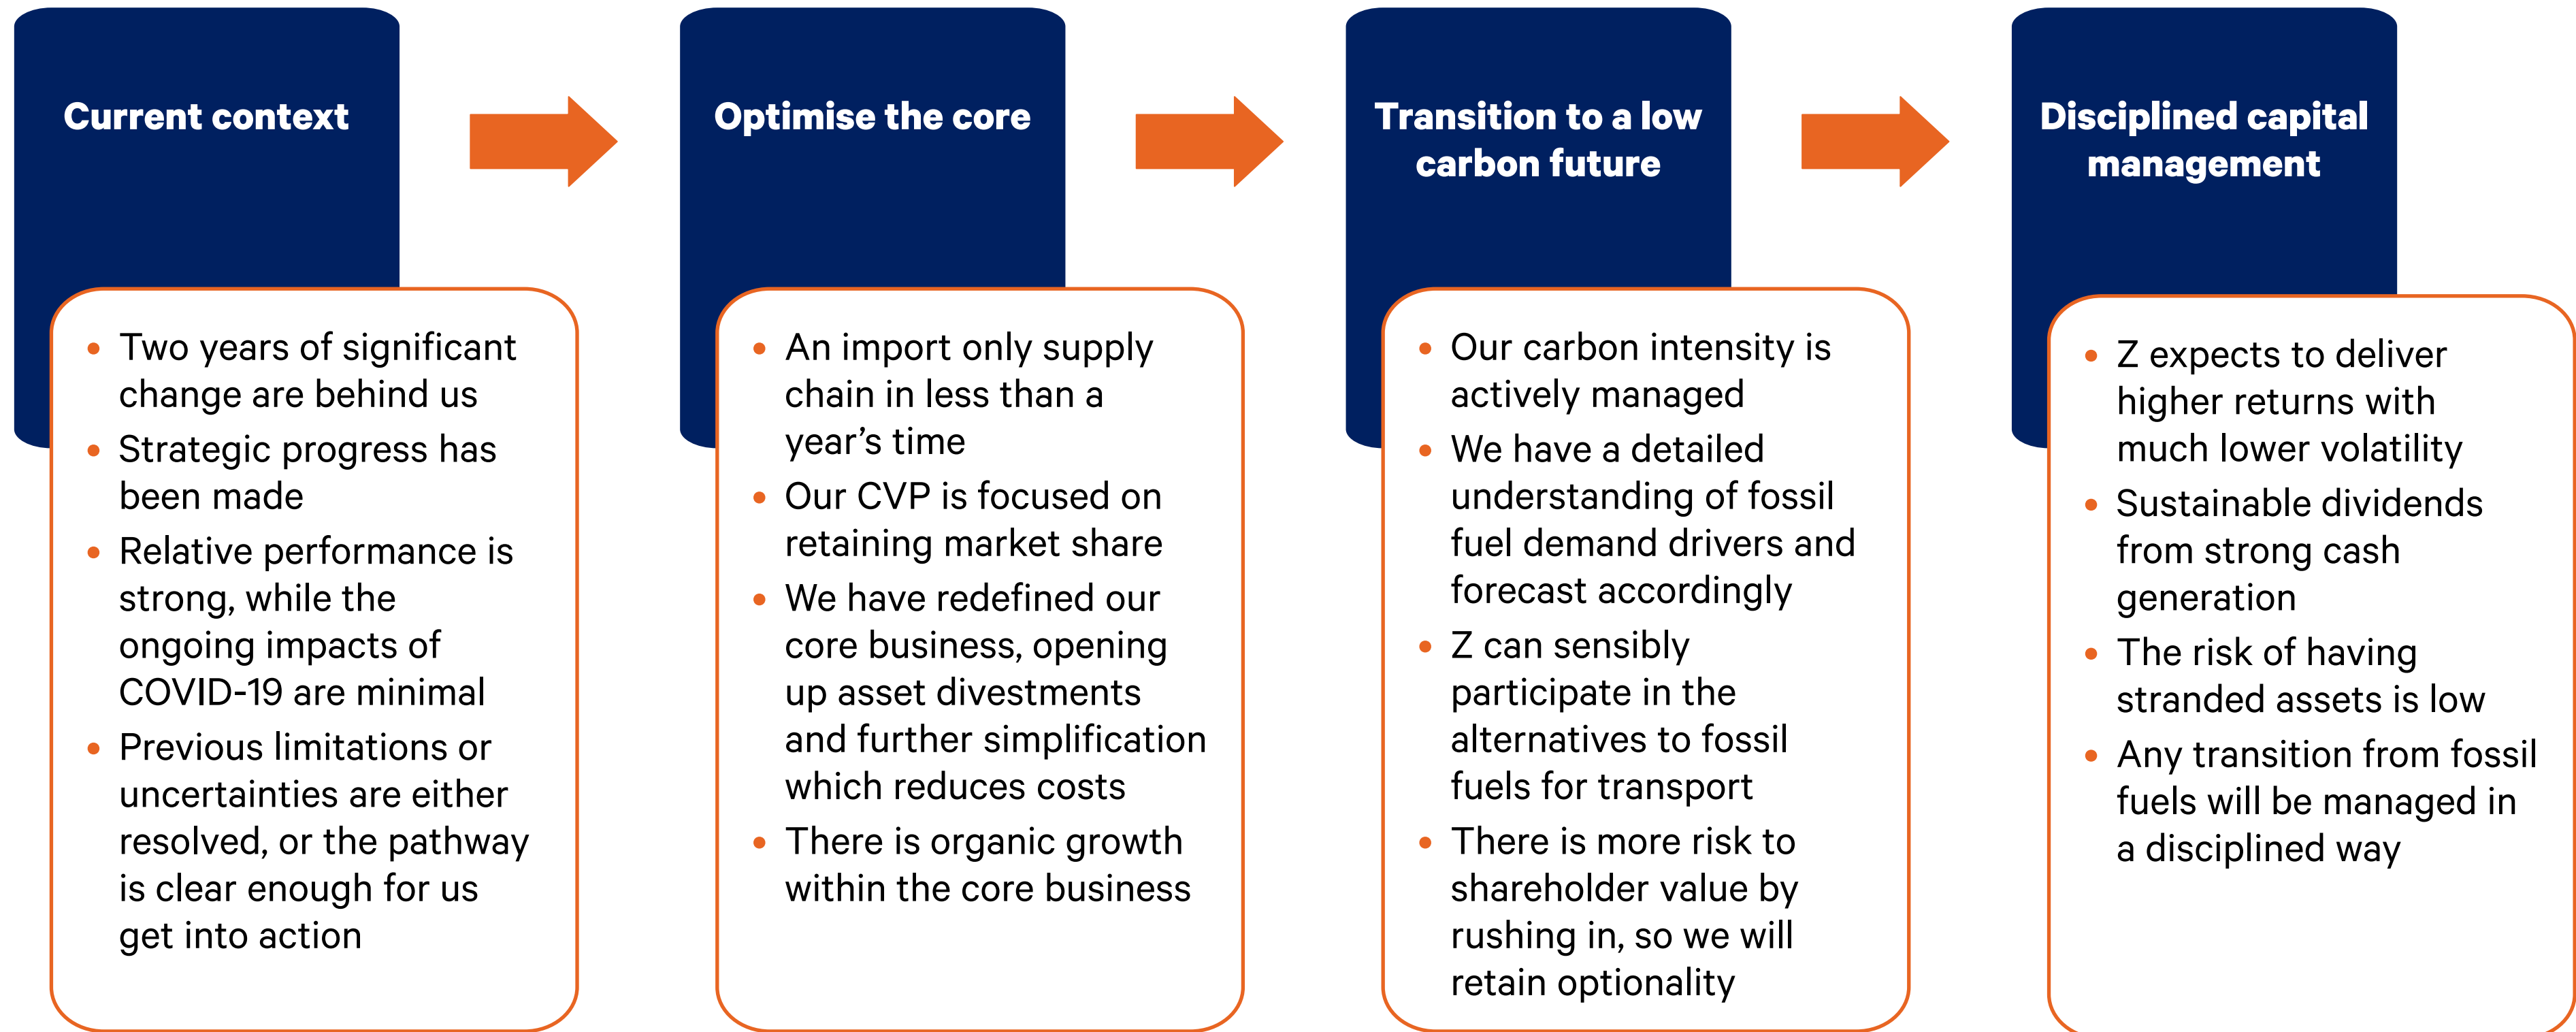 Current context
• Two years of significant
change are behind us
• Strategic progress has
been made
• Relative performance is
strong, while the
ongoing impacts of
COVID-19 are minimal
• Previous limitations or
uncertainties are either
resolved, or the pathway
is clear enough for us
get into action
Optimise the core
• An import only supply
chain in less than a
year’s time
• Our CVP is focused on
retaining market share
• We have redefined our
core business, opening
up asset divestments
and further simplification
which reduces costs
• There is organic growth
within the core business
Transition to a low
carbon future
• Our carbon intensity is
actively managed
• We have a detailed
understanding of fossil
fuel demand drivers and
forecast accordingly
• Z can sensibly
participate in the
alternatives to fossil
fuels for transport
• There is more risk to
shareholder value by
rushing in, so we will
retain optionality
Disciplined capital
management
• Z expects to deliver
higher returns with
much lower volatility
• Sustainable dividends
from strong cash
generation
• The risk of having
stranded assets is low
• Any transition from fossil
fuels will be managed in
a disciplined way